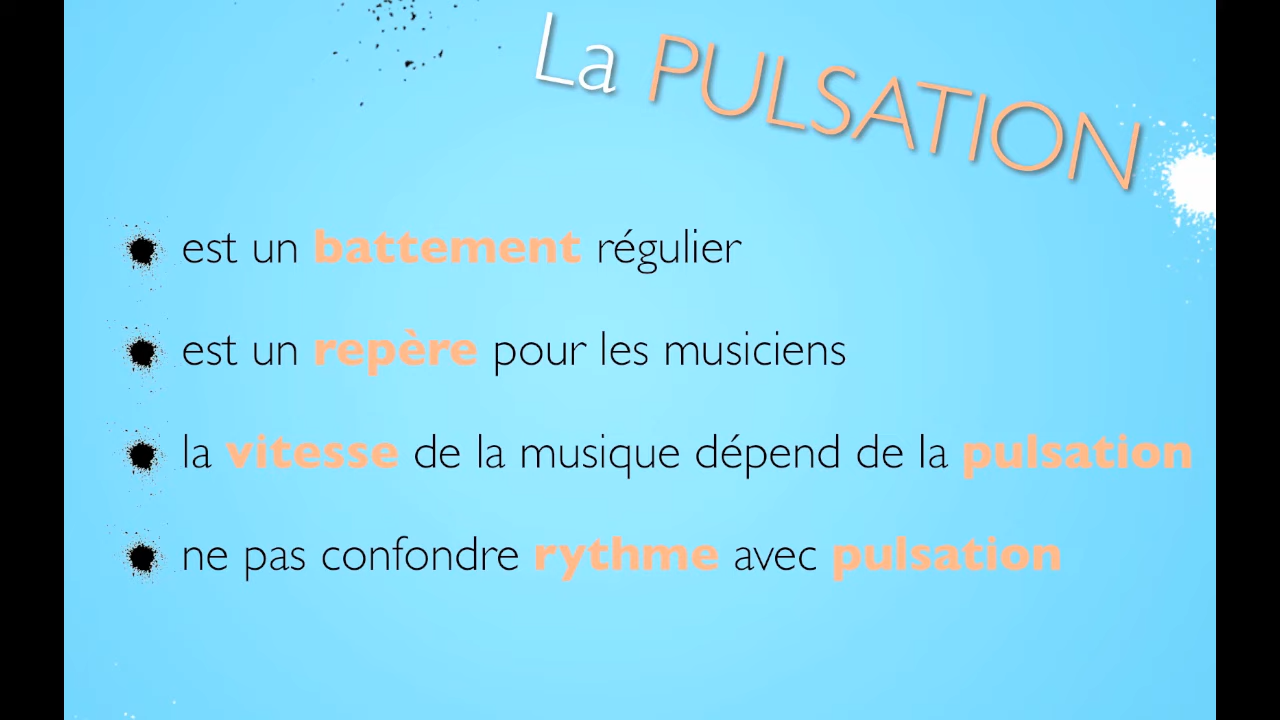 La PULSATION
est un battement régulier
est un repère pour les musiciens
la vitesse de la musique dépend de la pulsation
ne pas confondre rythme avec pulsation